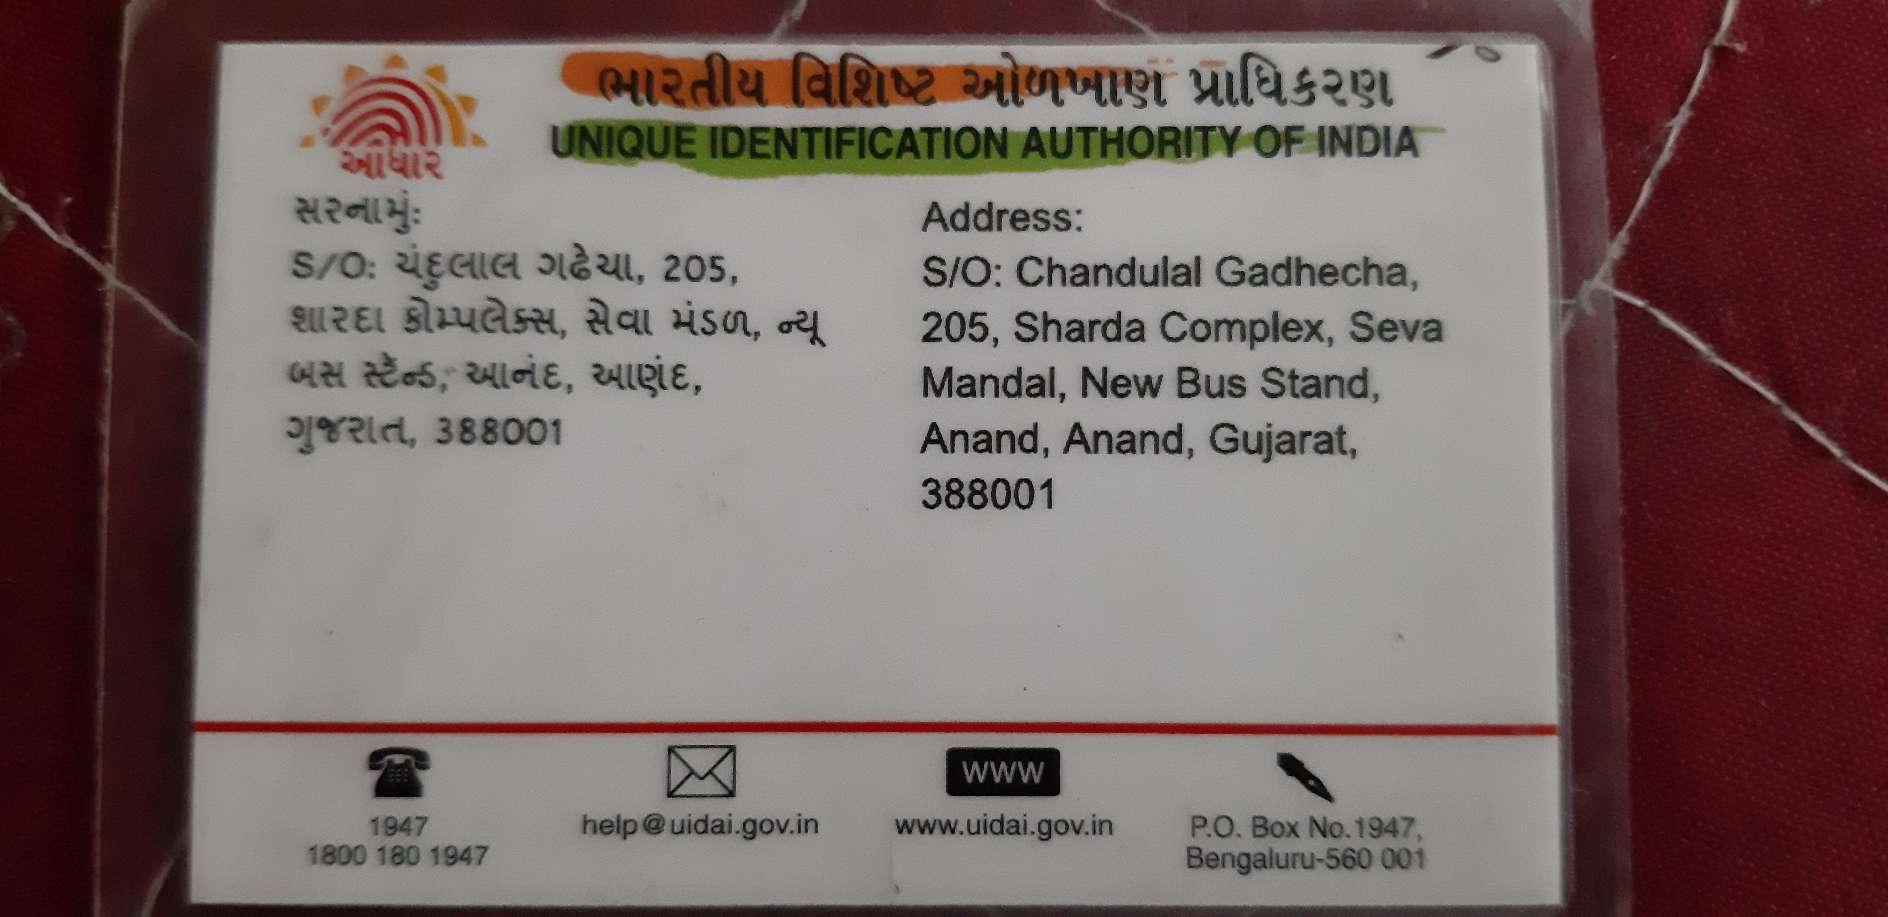 ભારતીય વિશિષ્ટ ઓળખાણ પ્રાધિકરણ
UNIQUE IDENTIFICATION AUTHORITY OF INDIA
આધાર
સરનામું:
S/O: ચંદુલાલ ગઢેચા, 205,
શારદા કોમ્પલેક્સ, સેવા મંડળ, ન્યૂ
બસ સ્ટૅન્ડ, આનંદ, આણંદ,
ગુજરાત, 388001
Address:
S/O: Chandulal Gadhecha,
205, Sharda Complex, Seva
Mandal, New Bus Stand,
Anand, Anand, Gujarat,
388001
1947
1800 180 1947
help@uidai.gov.in
WWW
www.uidai.gov.in
P.O. Box No.1947,
Bengaluru-560 001